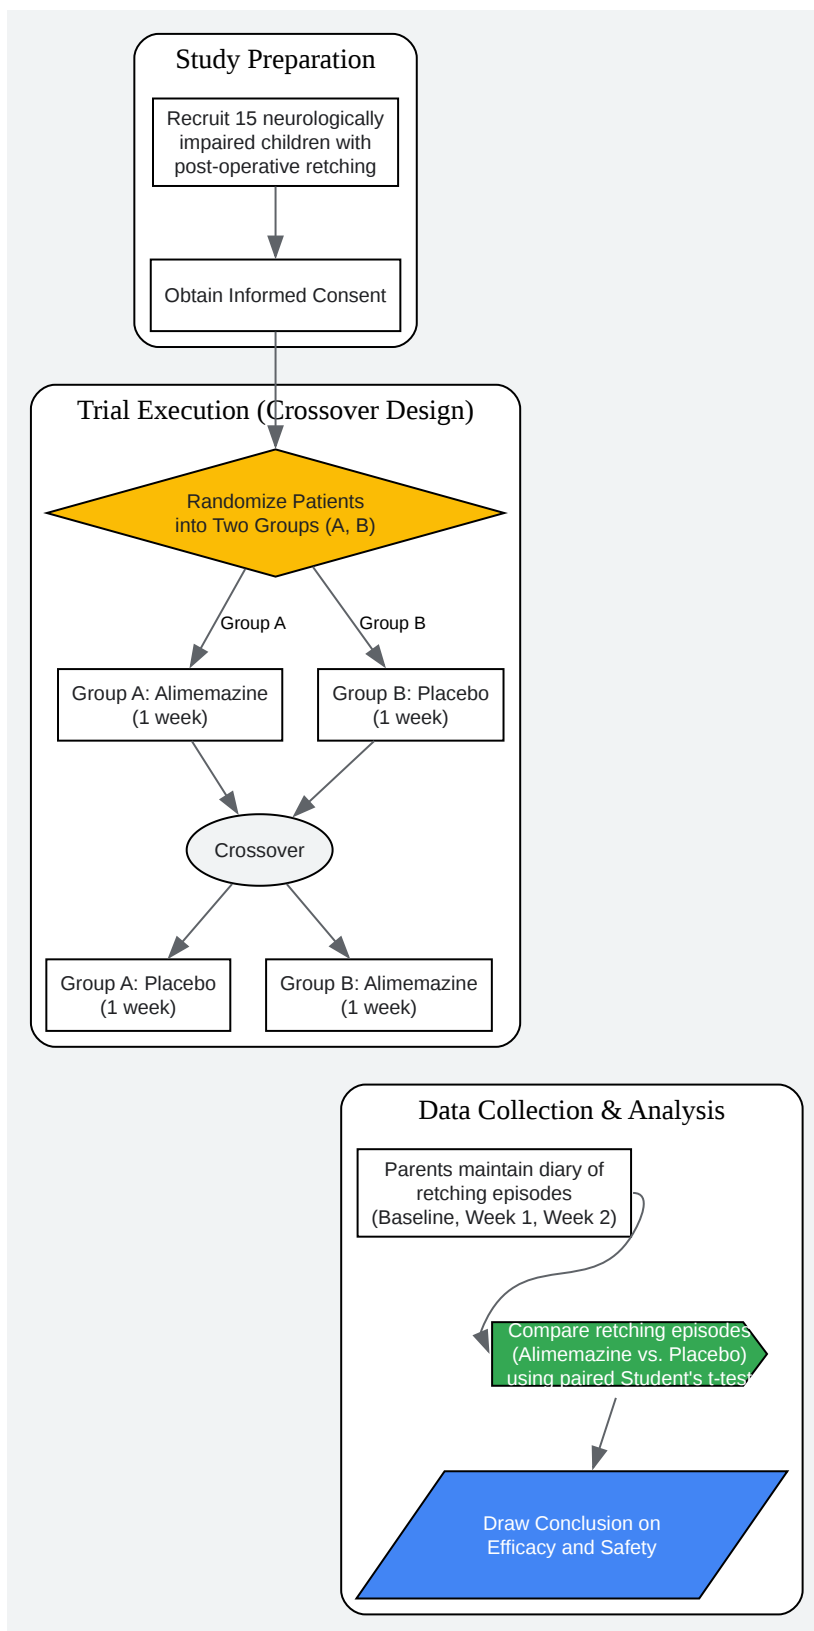 Study Preparation
Recruit 15 neurologically
impaired children with
post-operative retching
Obtain Informed Consent
Trial Execution (Crossover Design)
Randomize Patients
into Two Groups (A, B)
Group A
Group B
Group A: Alimemazine
(1 week)
Group B: Placebo
(1 week)
Crossover
Group A: Placebo
(1 week)
Group B: Alimemazine
(1 week)
Data Collection & Analysis
Parents maintain diary of
retching episodes
(Baseline, Week 1, Week 2)
Compare retching episodes
(Alimemazine vs. Placebo)
using paired Student's t-test
Draw Conclusion on
Efficacy and Safety